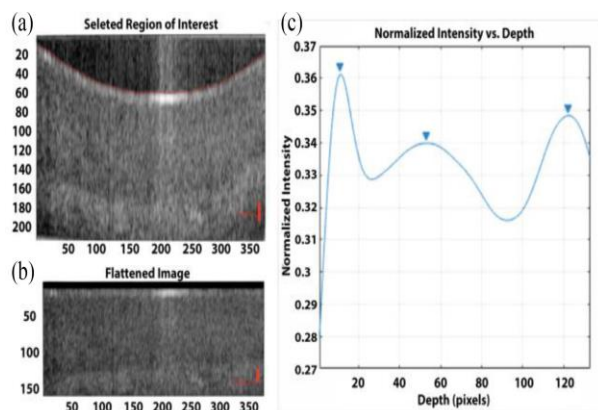 (a)
Seleted Region of Interest
20
40
60
80
100
120
140
160
180
200
50 100 150 200 250 300 350
(b)
Flattened Image
50
100
150
50 100 150 200 250 300 350
(c)
Normalized Intensity vs. Depth
Normalized Intensity
0.37
0.36
0.35
0.34
0.33
0.32
0.31
0.3
0.29
0.28
0.27
20 40 60 80 100 120
Depth (pixels)